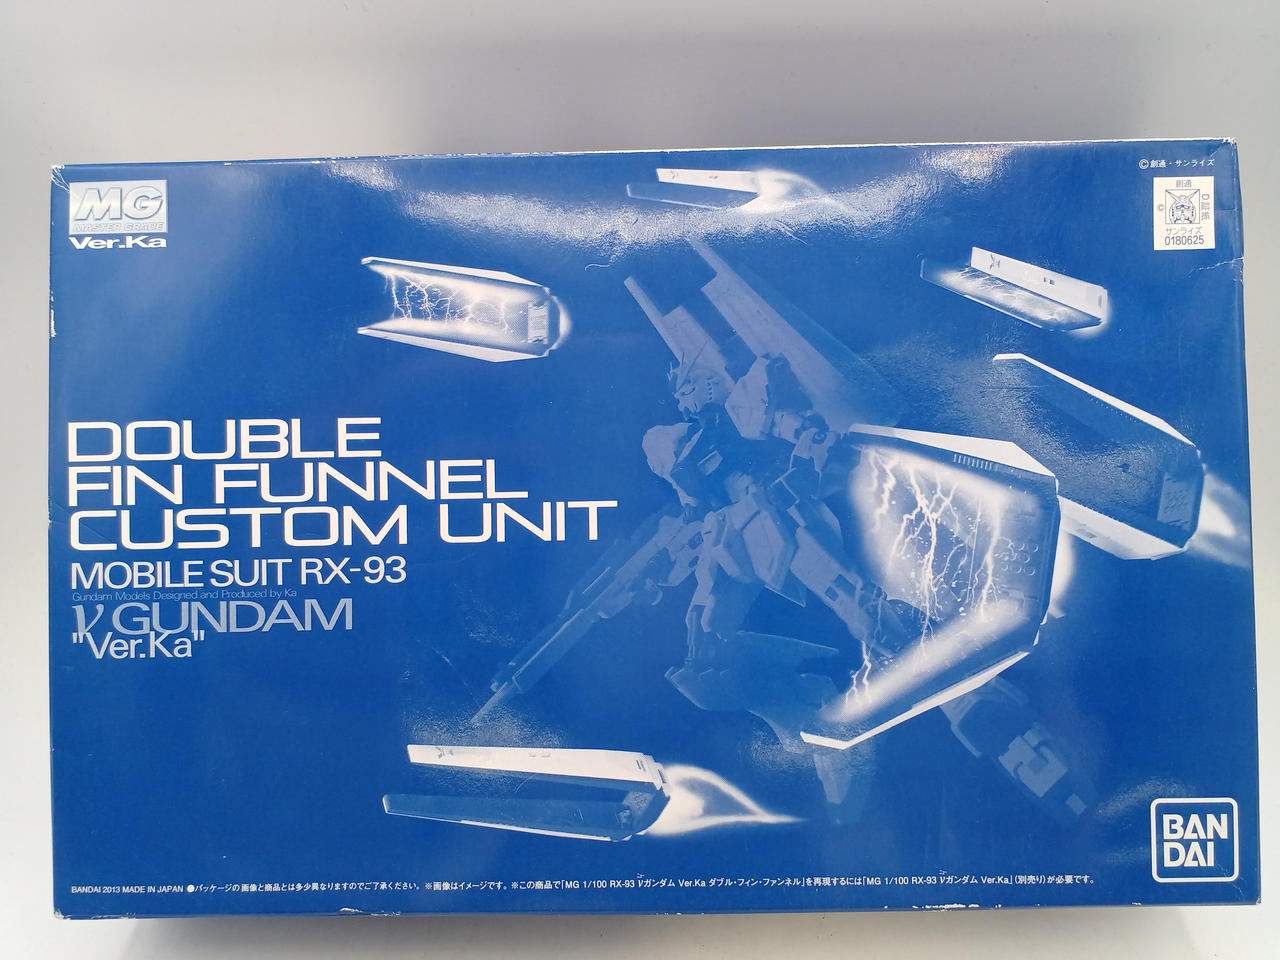 MG
MASTER GRADE
Ver.Ka
©創通・サンライズ
創通
©
日階隊
サンライズ
0180625
DOUBLE
FIN FUNNEL
CUSTOM UNIT
MOBILE SUIT RX-93
Gundam Models Designed and Produced by Ka
ν GUNDAM
"Ver.Ka"
BAN
DAI
BANDAI 2013 MADE IN JAPAN ●パッケージの画像と商品とは多少異なりますのでご了承ください。※画像はイメージです。※この商品で「MG 1/100 RX-93 νガンダム Ver.Ka ダブル・フィン・ファンネル」を再現するには「MG 1/100 RX-93 νガンダム Ver.Ka」(別売り)が必要です。